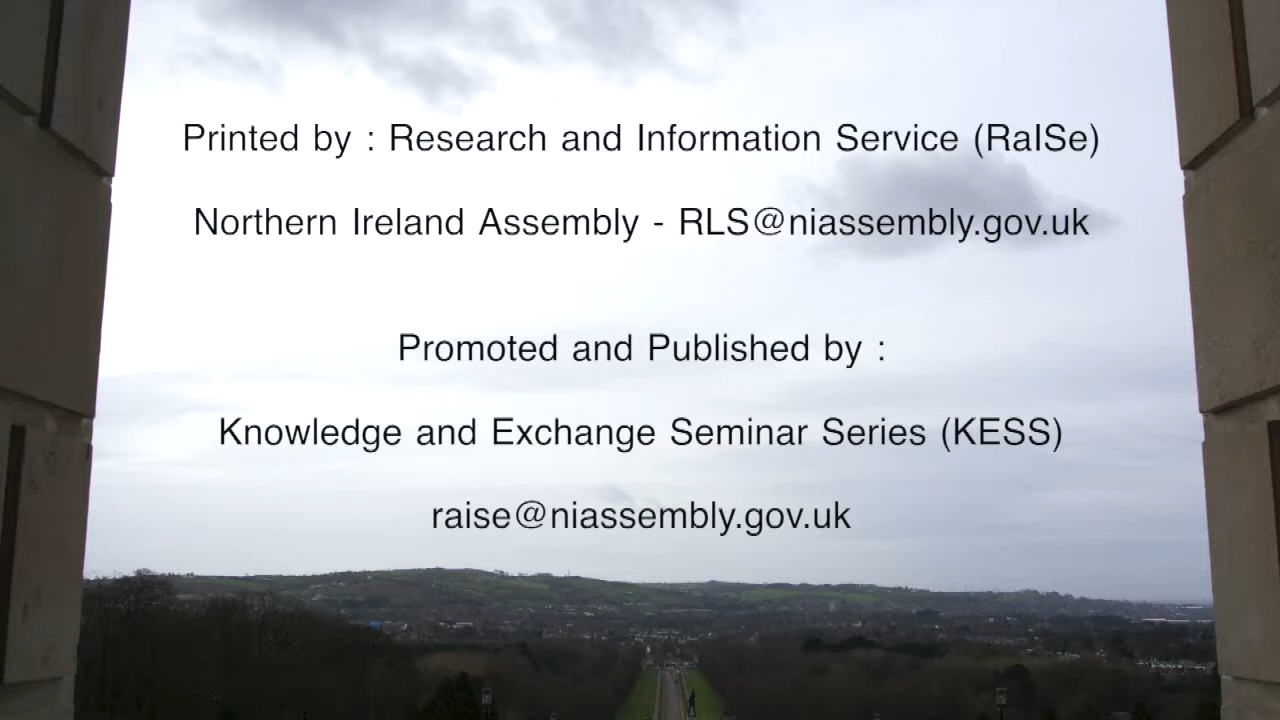 Printed by : Research and Information Service (RaISe)
Northern Ireland Assembly - RLS@niassembly.gov.uk
Promoted and Published by :
Knowledge and Exchange Seminar Series (KESS)
raise@niassembly.gov.uk